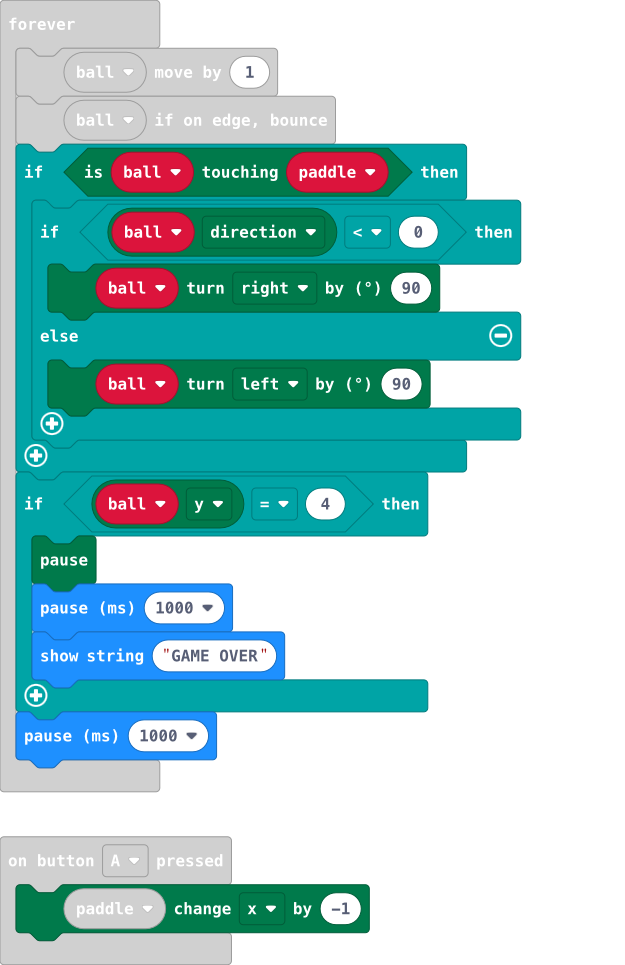 forever
ball move by 1
ball if on edge, bounce
if is ball touching paddle then
if ball direction < 0 then
ball turn right by (°) 90
else
ball turn left by (°) 90
if ball y = 4 then
pause
pause (ms) 1000
show string "GAME OVER"
pause (ms) 1000
on button A pressed
paddle change x by -1